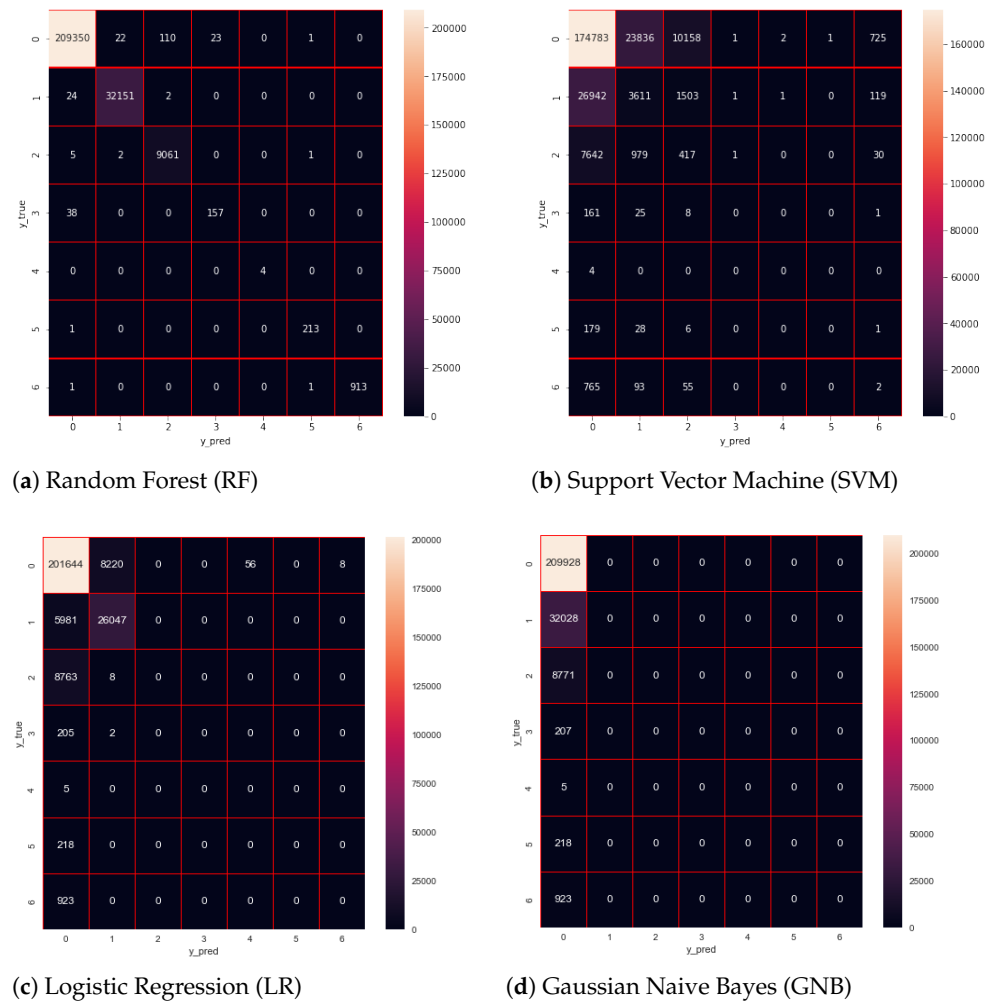 0 209350 22 110 23 0 1 0
1 24 32151 2 0 0 0 0
2 5 2 9061 0 0 1 0
3 38 0 0 157 0 0 0
4 0 0 0 0 4 0 0
5 1 0 0 0 0 213 0
6 1 0 0 0 0 1 913
0 1 2 3 4 5 6
y_pred
y_true
200000
175000
150000
125000
100000
75000
50000
25000
0
(a) Random Forest (RF)
0 174783 23836 10158 1 2 1 725
1 26942 3611 1503 1 1 0 119
2 7642 979 417 1 0 0 30
3 161 25 8 0 0 0 1
4 4 0 0 0 0 0 0
5 179 28 6 0 0 0 1
6 765 93 55 0 0 0 2
0 1 2 3 4 5 6
y_pred
y_true
160000
140000
120000
100000
80000
60000
40000
20000
0
(b) Support Vector Machine (SVM)
0 201644 8220 0 0 56 0 8
1 5981 26047 0 0 0 0 0
2 8763 8 0 0 0 0 0
3 205 2 0 0 0 0 0
4 5 0 0 0 0 0 0
5 218 0 0 0 0 0 0
6 923 0 0 0 0 0 0
0 1 2 3 4 5 6
y_pred
y_true
200000
175000
150000
125000
100000
75000
50000
25000
0
(c) Logistic Regression (LR)
0 209928 0 0 0 0 0 0
1 32028 0 0 0 0 0 0
2 8771 0 0 0 0 0 0
3 207 0 0 0 0 0 0
4 5 0 0 0 0 0 0
5 218 0 0 0 0 0 0
6 923 0 0 0 0 0 0
0 1 2 3 4 5 6
y_pred
y_true
200000
175000
150000
125000
100000
75000
50000
25000
0
(d) Gaussian Naive Bayes (GNB)